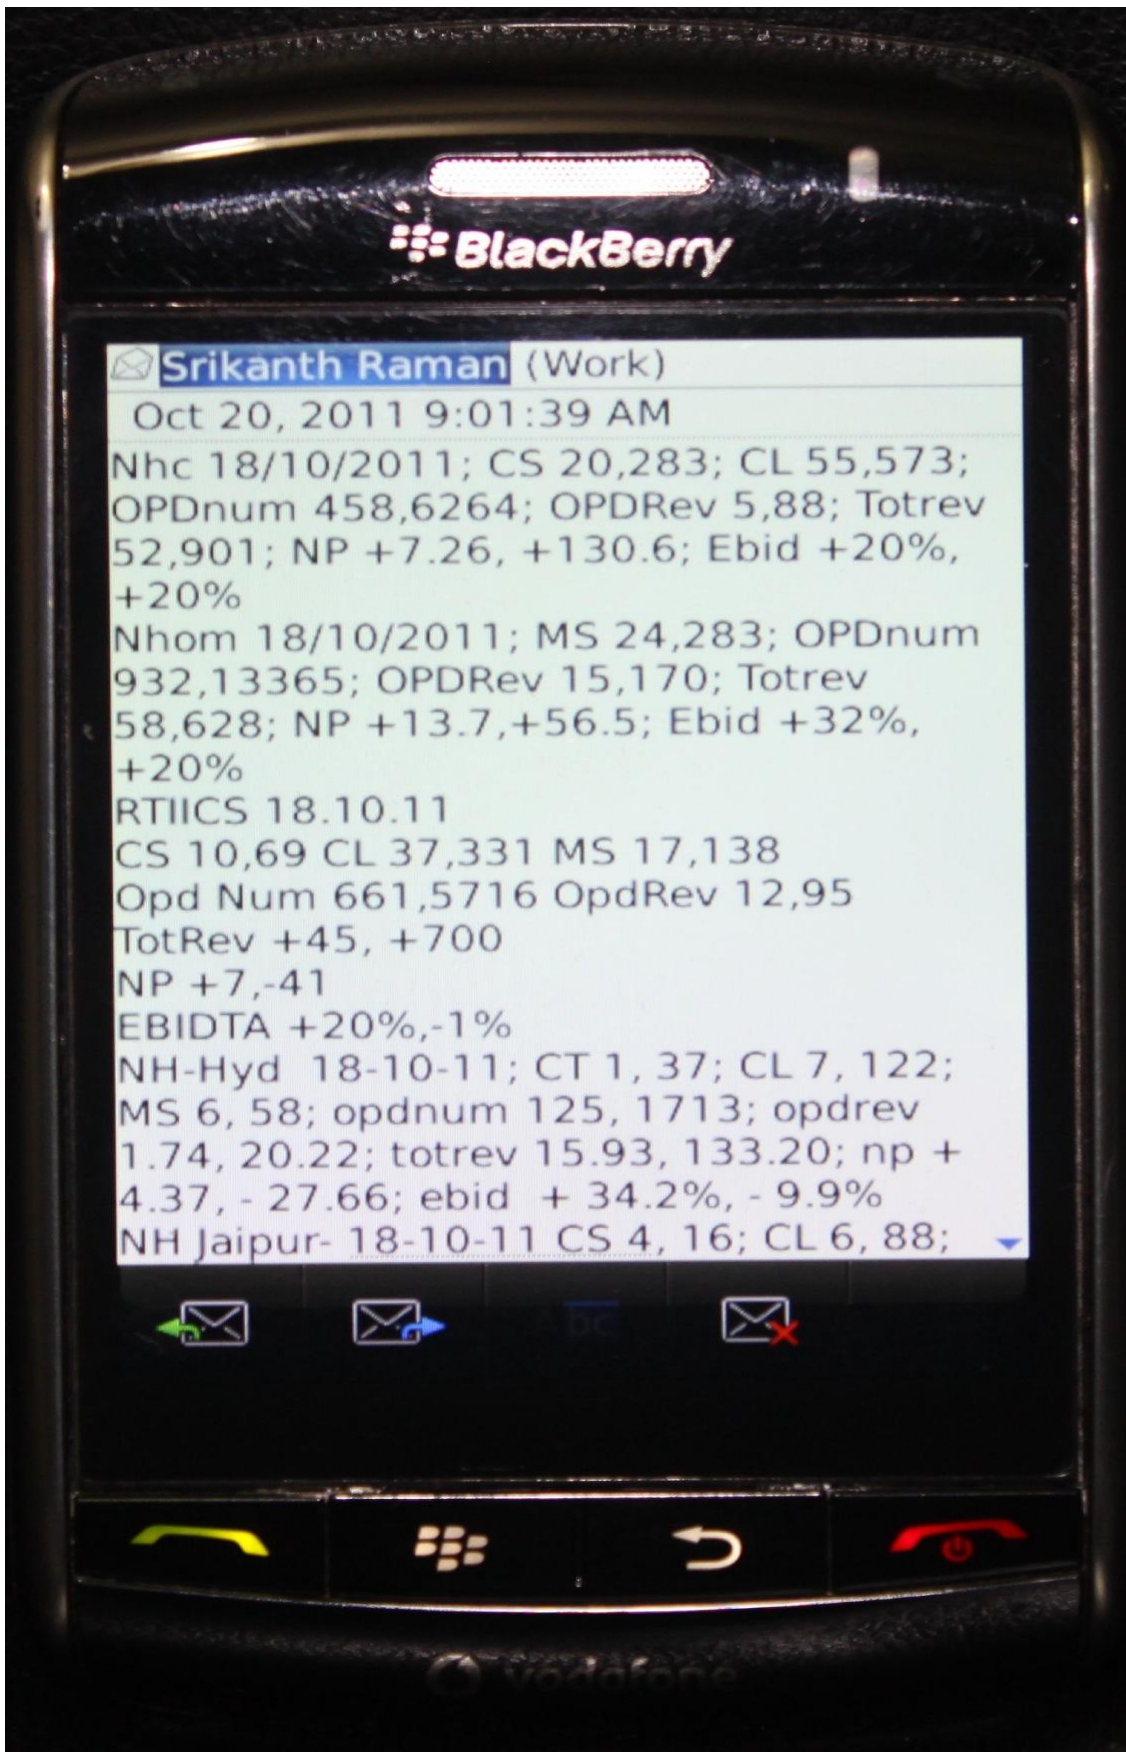 BlackBerry
Srikanth Raman (Work)
Oct 20, 2011 9:01:39 AM
Nhc 18/10/2011; CS 20,283; CL 55,573;
OPDnum 458,6264; OPDRev 5,88; Totrev
52,901; NP +7.26, +130.6; Ebid +20%,
+20%
Nhom 18/10/2011; MS 24,283; OPDnum
932,13365; OPDRev 15,170; Totrev
58,628; NP +13.7,+56.5; Ebid +32%,
+20%
RTIICS 18.10.11
CS 10,69 CL 37,331 MS 17,138
Opd Num 661,5716 OpdRev 12,95
TotRev +45, +700
NP +7,-41
EBIDTA +20%,-1%
NH-Hyd  18-10-11; CT 1, 37; CL 7, 122;
MS 6, 58; opdnum 125, 1713; opdrev
1.74, 20.22; totrev 15.93, 133.20; np +
4.37, - 27.66; ebid  + 34.2%, - 9.9%
NH Jaipur- 18-10-11 CS 4, 16; CL 6, 88;
Abc
vodafone